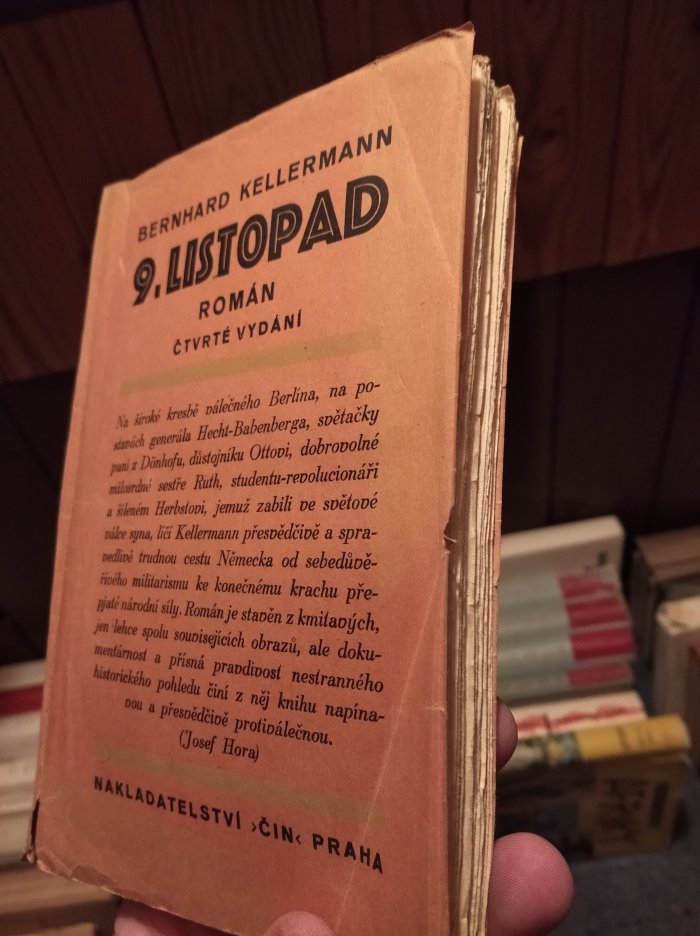 BERNHARD KELLERMANN
9. LISTOPAD
ROMÁN
ČTVRTÉ VYDÁNÍ
Na široké kresbě válečného Berlína, na po-
stavách generála Hecht-Babenberga, světačky
paní z Dönhofu, důstojníku Ottovi, dobrovolné
milosrdné sestře Ruth, studentu-revolucionáři
a šíleném Herbstovi, jemuž zabili ve světové
válce syna, líčí Kellermann přesvědčivě a spra-
vedlivě trudnou cestu Německa od sebedůvě-
řivého militarismu ke konečnému krachu pře-
pjaté národní síly. Román je stavěn z kmitavých,
jen lehce spolu souvisejících obrazů, ale doku-
mentárnost a přísná pravdivost nestranného
historického pohledu činí z něj knihu napína-
vou a přesvědčivě protiválečnou.
(Josef Hora)
NAKLADATELSTVÍ ›ČIN‹ PRAHA